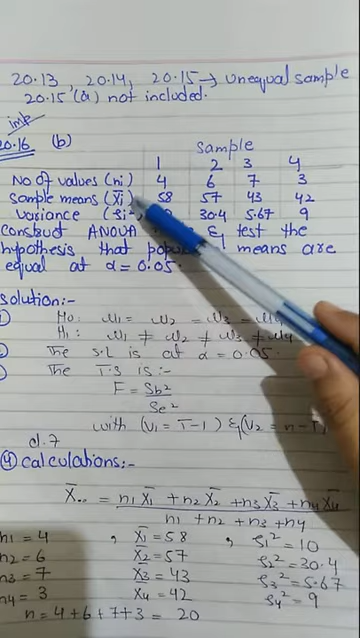 20.13, 20.14, 20.15 → unequal sample
20.15 (a) not included.
imp
20.16 (b)
Sample
1 2 3 4
No of values (ni) 4 6 7 3
Sample means (X̄i) 58 57 43 42
variance (Si², 30.4 5.67 9
construct ANOVA & test the
hypothesis that means are
equal at α = 0.05.
Solution:-
① H₀: μ₁ = μ₂ = μ₃ = μ₄
H₁: μ₁ ≠ μ₂ ≠ μ₃ ≠ μ₄
The S.L is at α = 0.05.
The T.S is:-
F = Sb²/Se²
with (V₁ = T-1) & (V₂ = n-T)
d.f
④ calculations:-
X̄.. = n₁X̄₁ + n₂X̄₂ + n₃X̄₃ + n₄X̄₄
n₁ + n₂ + n₃ + n₄
n₁ = 4 , X̄₁ = 58 , S₁² = 10
n₂ = 6 X̄₂ = 57 S₂² = 30.4
n₃ = 7 X̄₃ = 43 S₃² = 5.67
n₄ = 3 X̄₄ = 42 S₄² = 9
n = 4+6+7+3 = 20